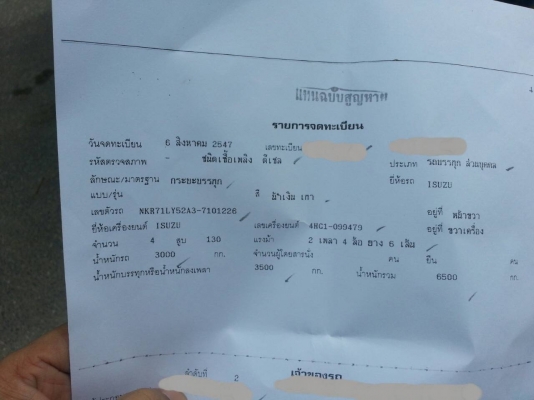 แทนฉบับสูญหาย
4
รายการจดทะเบียน
วันจดทะเบียน 6 สิงหาคม 2547 เลขทะเบียน
รหัสตรวจสภาพ - ชนิดเชื้อเพลิง ดีเซล ประเภท รถบรรทุก ส่วนบุคคล
ลักษณะ/มาตรฐาน กระบะบรรทุก ยี่ห้อรถ ISUZU
แบบ/รุ่น สี น้ำเงิน เทา
เลขตัวรถ NKR71LY52A3-7101226 อยู่ที่ หน้าขวา
ยี่ห้อเครื่องยนต์ ISUZU เลขเครื่องยนต์ 4HG1-099479 อยู่ที่ ขวาเครื่อง
จำนวน 4 สูบ 130 แรงม้า 2 เพลา 4 ล้อ ยาง 6 เส้น
น้ำหนักรถ 3000 กก. จำนวนผู้โดยสารนั่ง คน ยืน คน
น้ำหนักบรรทุกหรือน้ำหนักลงเพลา 3500 กก. น้ำหนักรวม 6500 กก.
ลำดับที่ 2 เจ้าของรถ